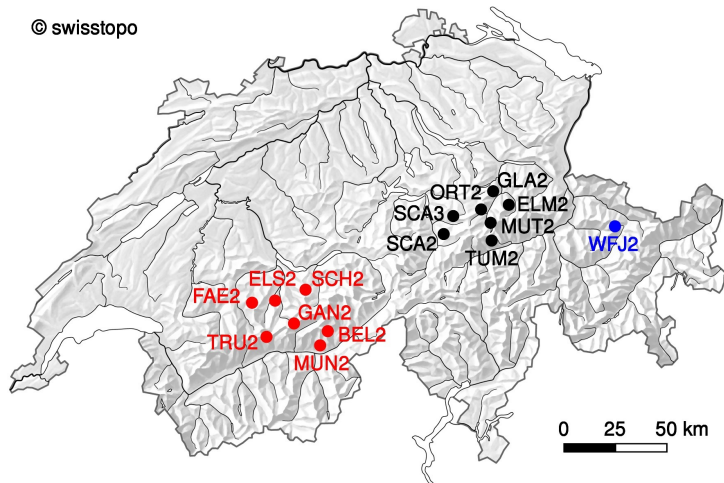 © swisstopo
GLA2
ORT2
ELM2
SCA3
MUT2
SCA2
WFJ2
TUM2
ELS2
SCH2
FAE2
GAN2
BEL2
TRU2
MUN2
0 25 50 km